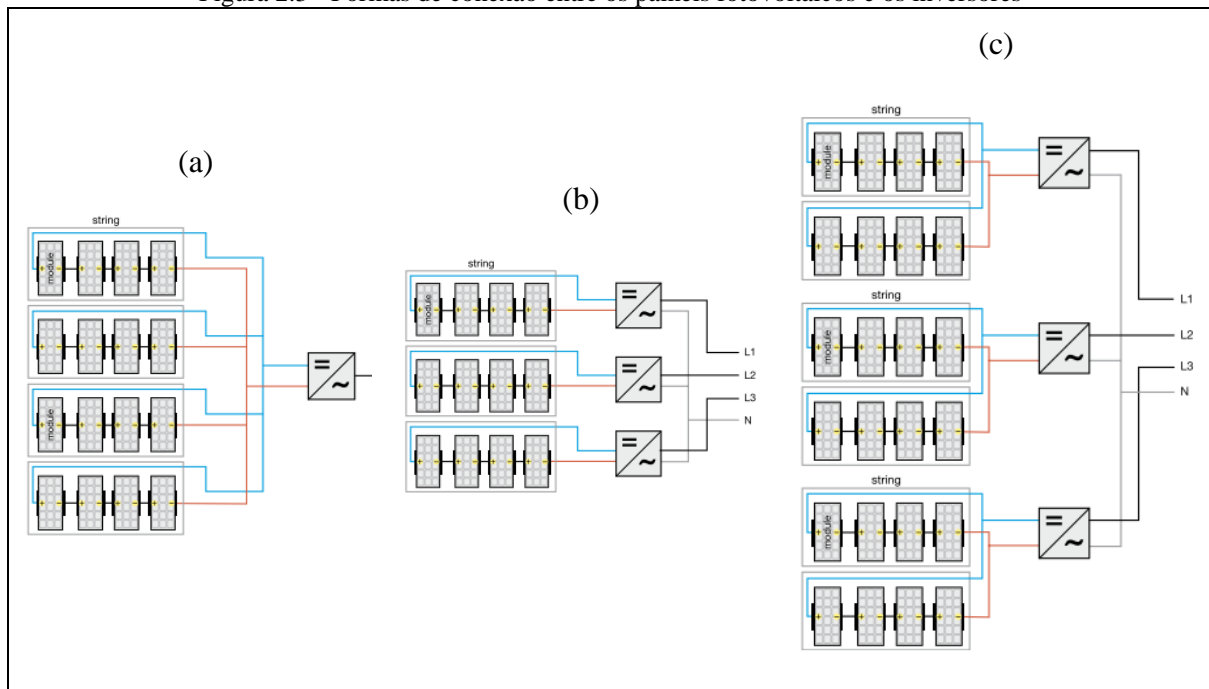 Figura 2.3 - Formas de conexão entre os painéis fotovoltaicos e os inversores
(a)
string
module
+ - + - + - + -
+ - + - + - + -
module
+ - + - + - + -
+ - + - + - + -
=
~
(b)
string
module
+ - + - + - + -
=
~
+ - + - + - + -
=
~
+ - + - + - + -
=
~
L1
L2
L3
N
(c)
string
module
+ - + - + - + -
+ - + - + - + -
=
~
string
module
+ - + - + - + -
+ - + - + - + -
=
~
string
module
+ - + - + - + -
+ - + - + - + -
=
~
L1
L2
L3
N